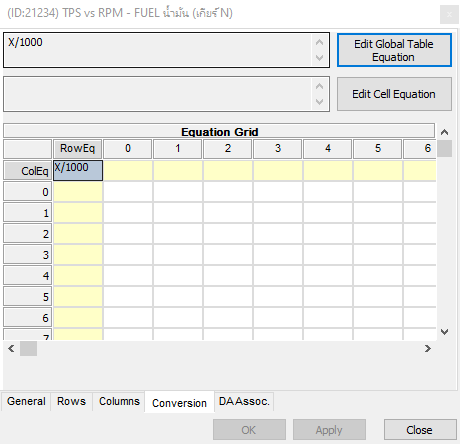 (ID:21234) TPS vs RPM - FUEL น้ำมัน (เกียร์ N)
X/1000
Edit Global Table
Equation
Edit Cell Equation
Equation Grid
RowEq 0 1 2 3 4 5 6
ColEq X/1000
0
1
2
3
4
5
6
7
General Rows Columns Conversion DA Assoc.
OK Apply Close